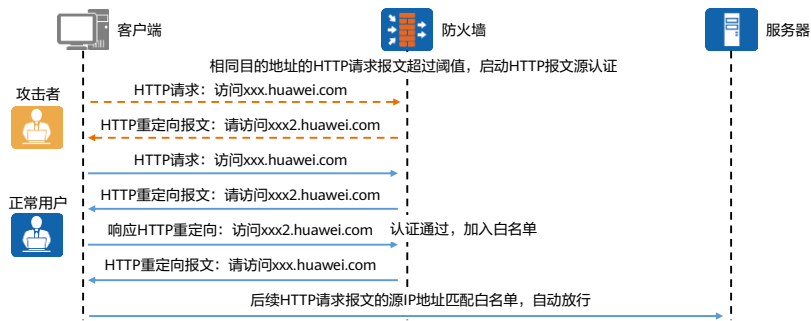 客户端
防火墙
服务器
相同目的地址的HTTP请求报文超过阈值，启动HTTP报文源认证
攻击者
HTTP请求：访问xxx.huawei.com
HTTP重定向报文：请访问xxx2.huawei.com
HTTP请求：访问xxx.huawei.com
正常用户
HTTP重定向报文：请访问xxx2.huawei.com
响应HTTP重定向：访问xxx2.huawei.com
认证通过，加入白名单
HTTP重定向报文：请访问xxx.huawei.com
后续HTTP请求报文的源IP地址匹配白名单，自动放行